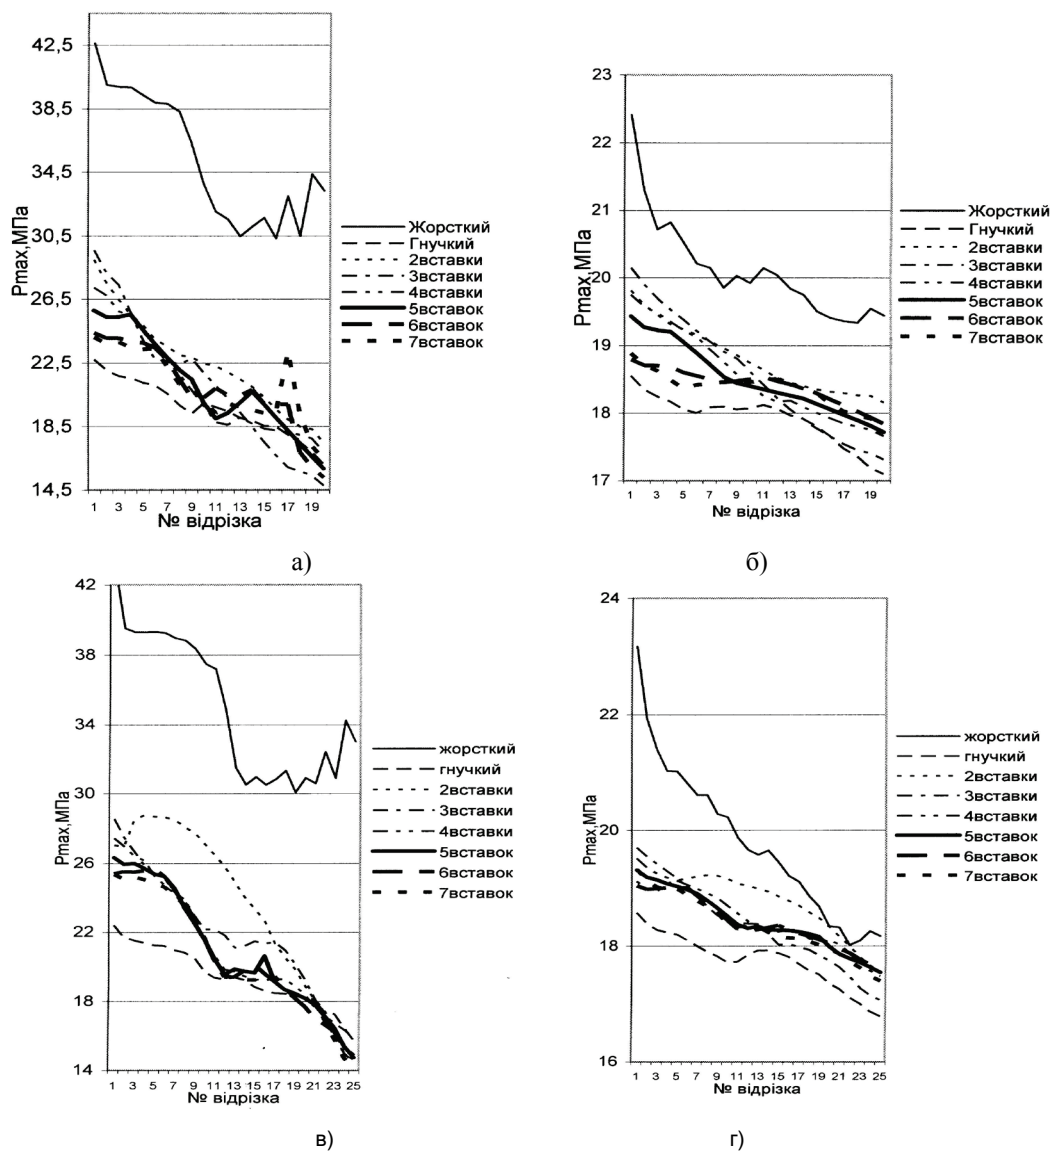 42,5
38,5
34,5
30,5
26,5
22,5
18,5
14,5
Pmax,МПа
1 3 5 7 9 11 13 15 17 19
№ відрізка
Жорсткий
Гнучкий
2вставки
3вставки
4вставки
5вставок
6вставок
7вставок
а)
23
22
21
20
19
18
17
Pmax,МПа
1 3 5 7 9 11 13 15 17 19
№ відрізка
Жорсткий
Гнучкий
2вставки
3вставки
4вставки
5вставок
6вставок
7вставок
б)
42
38
34
30
26
22
18
14
Pmax,МПа
1 3 5 7 9 11 13 15 17 19 21 23 25
№ відрізка
жорсткий
гнучкий
2вставки
3вставки
4вставки
5вставок
6вставок
7вставок
в)
24
22
20
18
16
Pmax,МПа
1 3 5 7 9 11 13 15 17 19 21 23 25
№ відрізка
жорсткий
гнучкий
2вставки
3вставки
4вставки
5вставок
6вставок
7вставок
г)